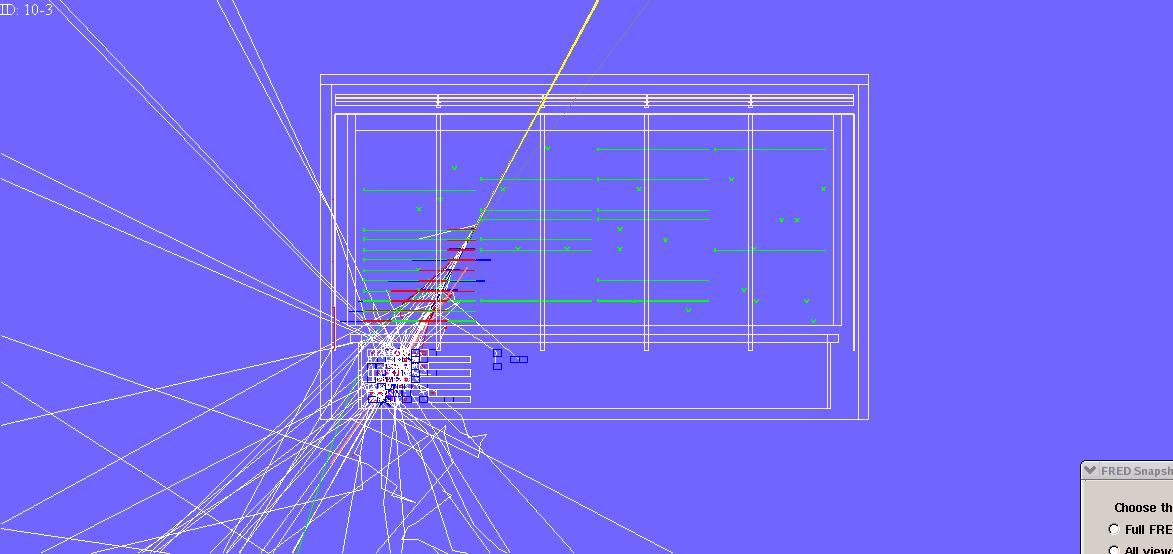 ID: 10-3
FRED Snapsh
Choose th
Full FRE
All view